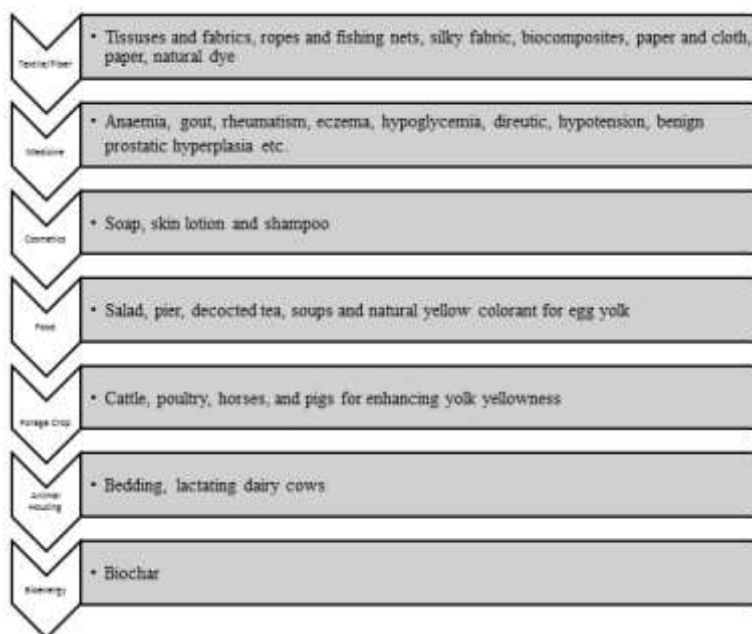 Textile/Fiber
• Tissuses and fabrics, ropes and fishing nets, silky fabric, biocomposites, paper and cloth,
paper, natural dye
Medicine
• Anaemia, gout, rheumatism, eczema, hypoglycemia, direutic, hypotension, benign
prostatic hyperplasia etc.
Cosmetics
• Soap, skin lotion and shampoo
Food
• Salad, pier, decocted tea, soups and natural yellow colorant for egg yolk
Forage Crop
• Cattle, poultry, horses, and pigs for enhancing yolk yellowness
Animal
Housing
• Bedding, lactating dairy cows
Bioenergy
• Biochar